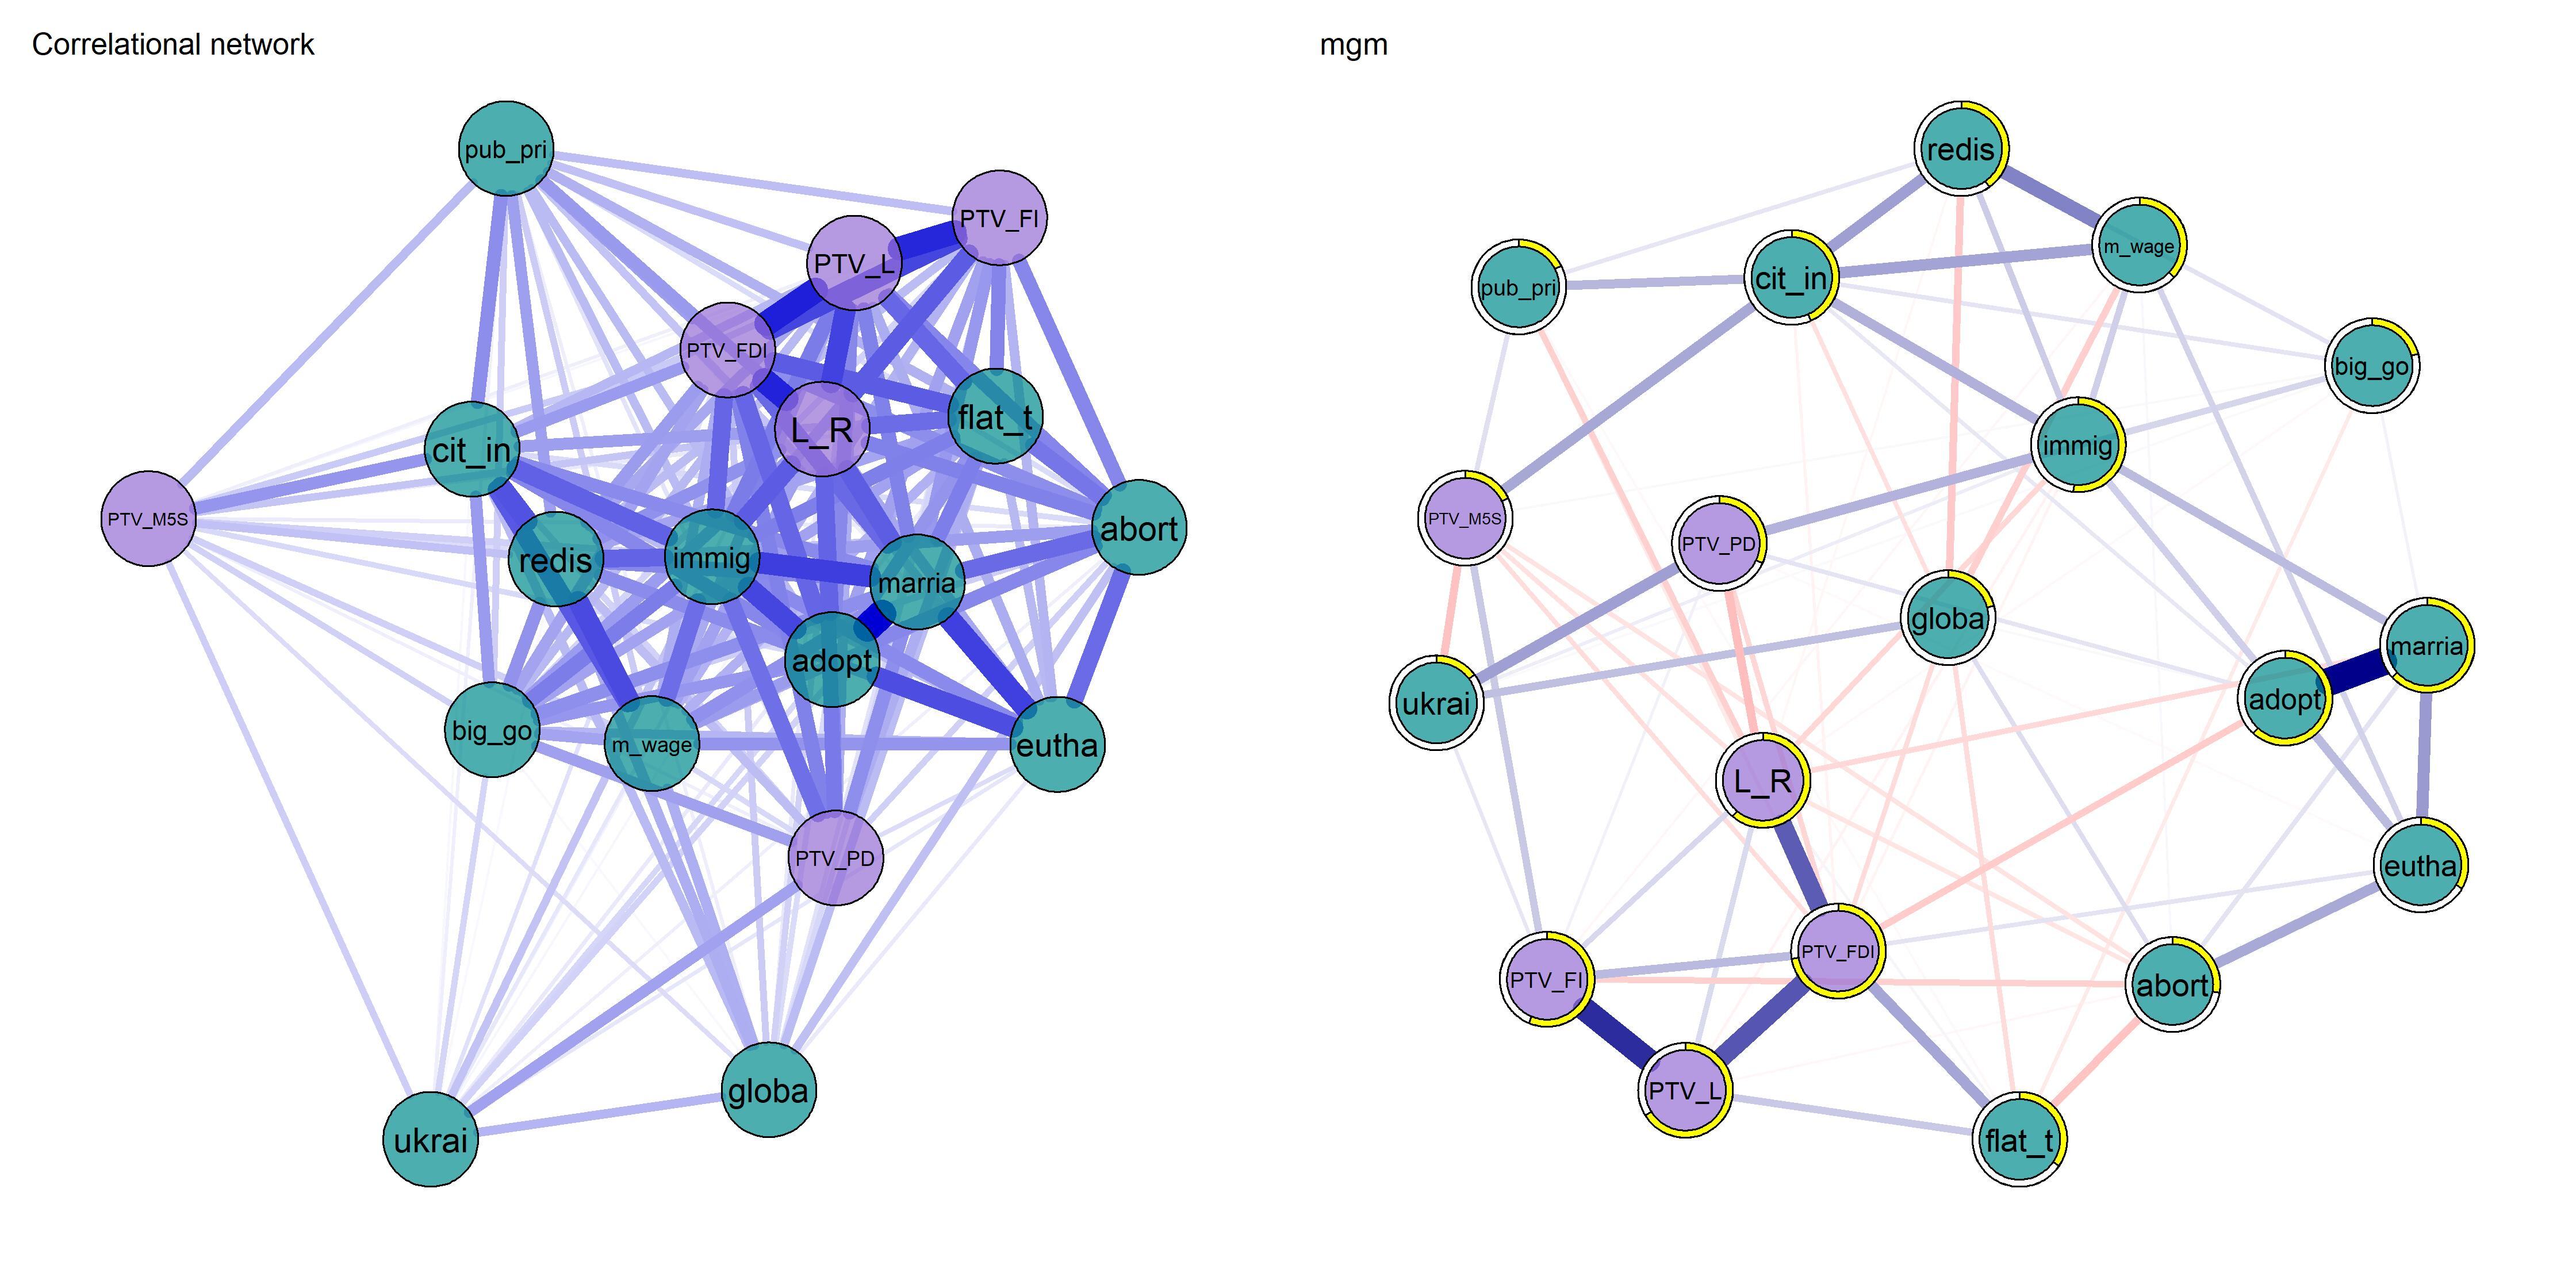 Correlational network
pub_pri
PTV_FI
PTV_L
PTV_FDI
flat_t
L_R
cit_in
PTV_M5S
abort
redis
immig
marria
adopt
big_go
m_wage
eutha
PTV_PD
globa
ukrai
mgm
redis
m_wage
cit_in
pub_pri
big_go
immig
PTV_M5S
PTV_PD
globa
marria
adopt
ukrai
L_R
eutha
PTV_FDI
PTV_FI
abort
PTV_L
flat_t